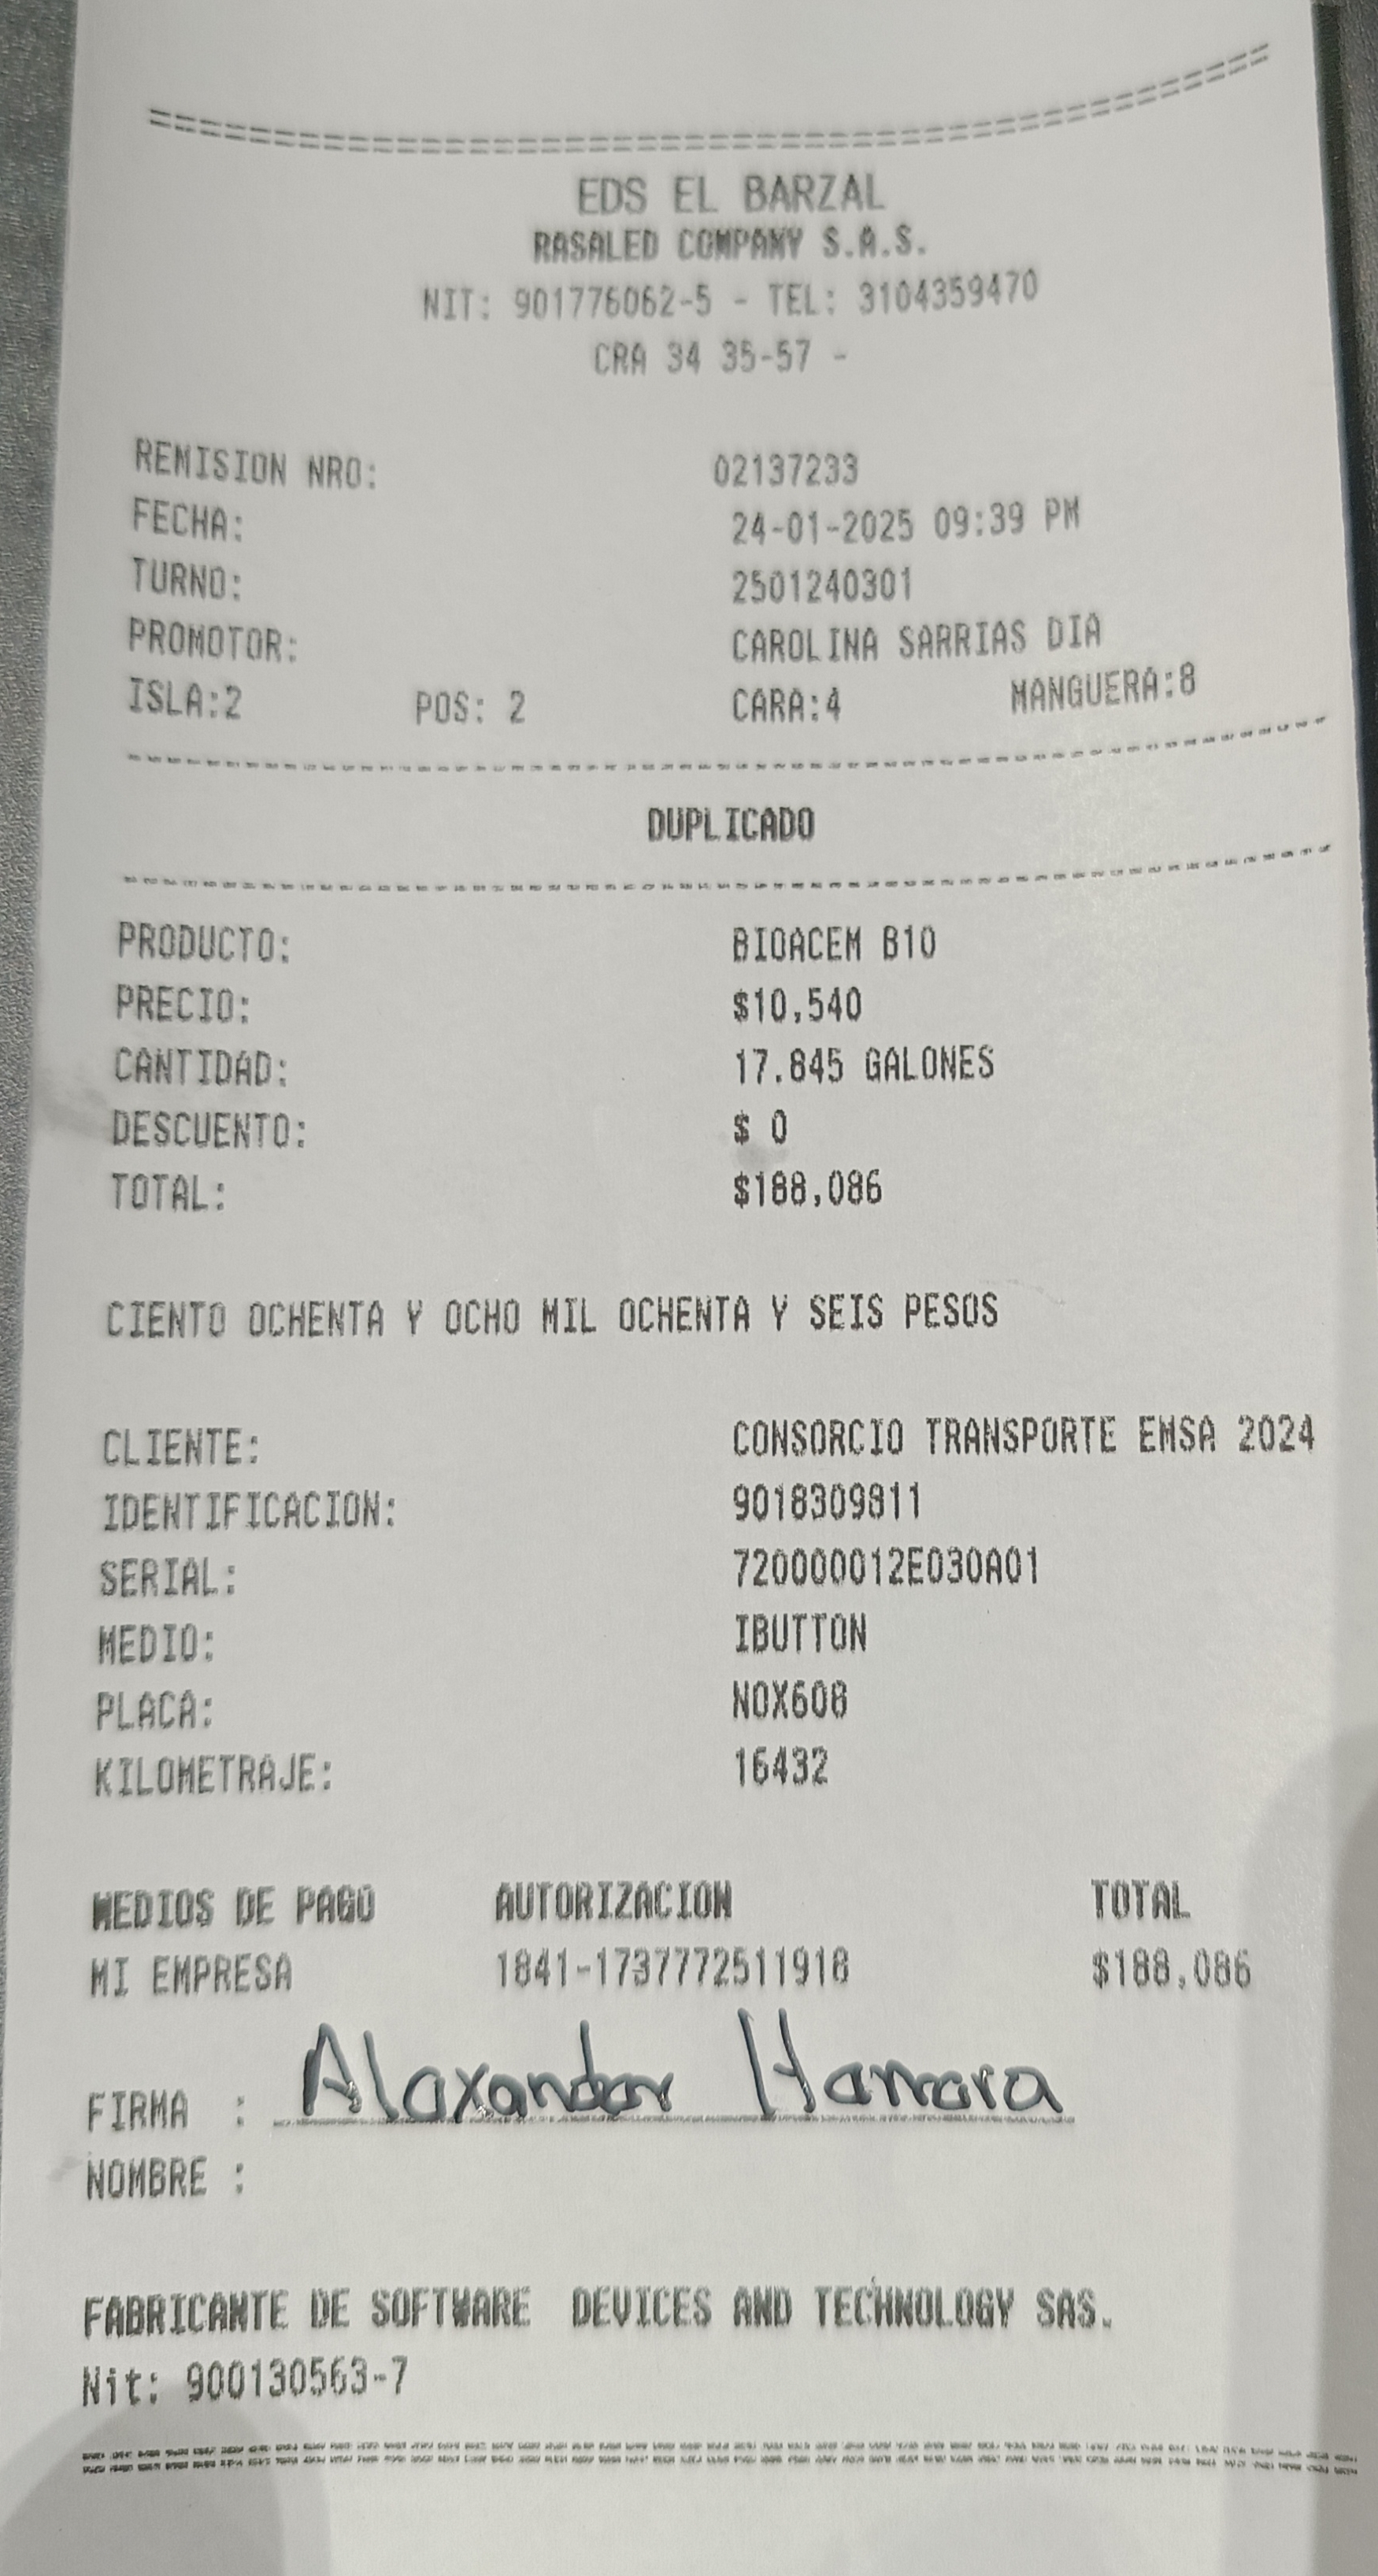 EDS EL BARZAL
RASALED COMPANY S.A.S.
NIT: 901776062-5 - TEL: 3104359470
CRA 34 35-57 -
REMISION NRO: 02137233
FECHA: 24-01-2025 09:39 PM
TURNO: 2501240301
PROMOTOR: CAROLINA SARRIAS DIA
ISLA:2 POS: 2 CARA:4 MANGUERA:8
DUPLICADO
PRODUCTO: BIOACEM B10
PRECIO: $10,540
CANTIDAD: 17.845 GALONES
DESCUENTO: $ 0
TOTAL: $188,086
CIENTO OCHENTA Y OCHO MIL OCHENTA Y SEIS PESOS
CLIENTE: CONSORCIO TRANSPORTE EMSA 2024
IDENTIFICACION: 9018309811
SERIAL: 720000012E030A01
MEDIO: IBUTTON
PLACA: NOX608
KILOMETRAJE: 16432
MEDIOS DE PAGO AUTORIZACION TOTAL
MI EMPRESA 1841-1737772511918 $188,086
FIRMA : Alexander
NOMBRE :
FABRICANTE DE SOFTWARE DEVICES AND TECHNOLOGY SAS.
Nit: 900130563-7